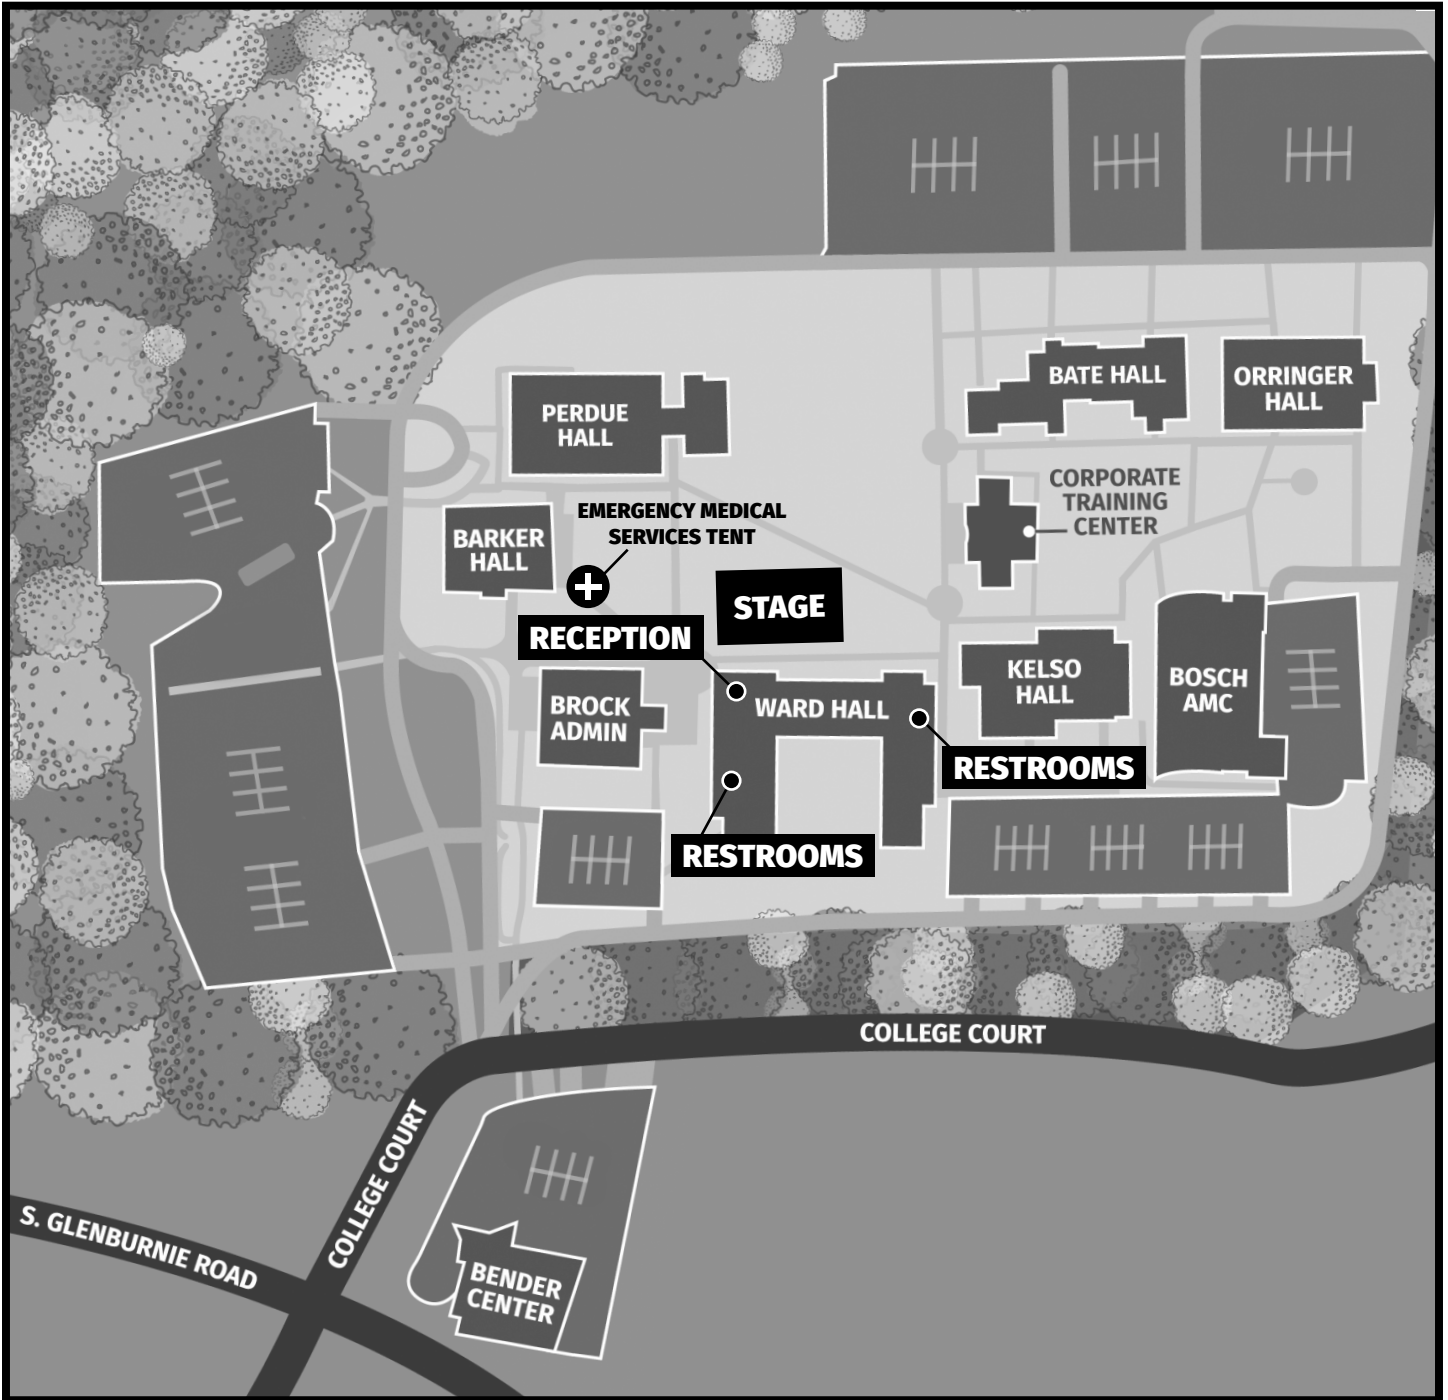 BATE HALL
ORRINGER
HALL
PERDUE
HALL
CORPORATE
TRAINING
CENTER
EMERGENCY MEDICAL
SERVICES TENT
BARKER
HALL
STAGE
RECEPTION
KELSO
HALL
BOSCH
AMC
BROCK
ADMIN
WARD HALL
RESTROOMS
RESTROOMS
COLLEGE COURT
COLLEGE COURT
S. GLENBURNIE ROAD
BENDER
CENTER